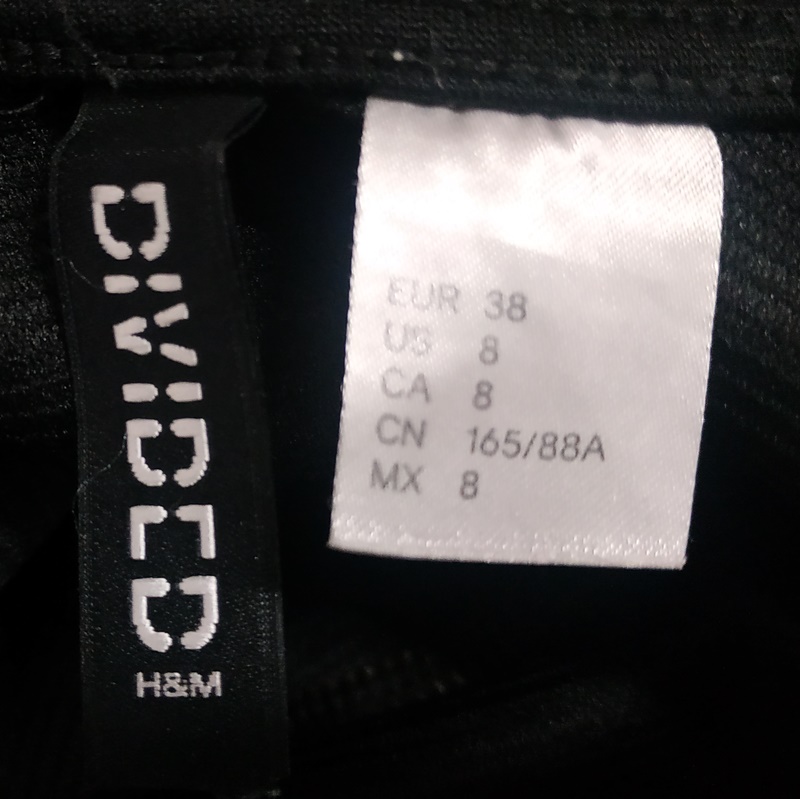 DIVIDED
H&M
EUR 38
US 8
CA 8
CN 165/88A
MX 8